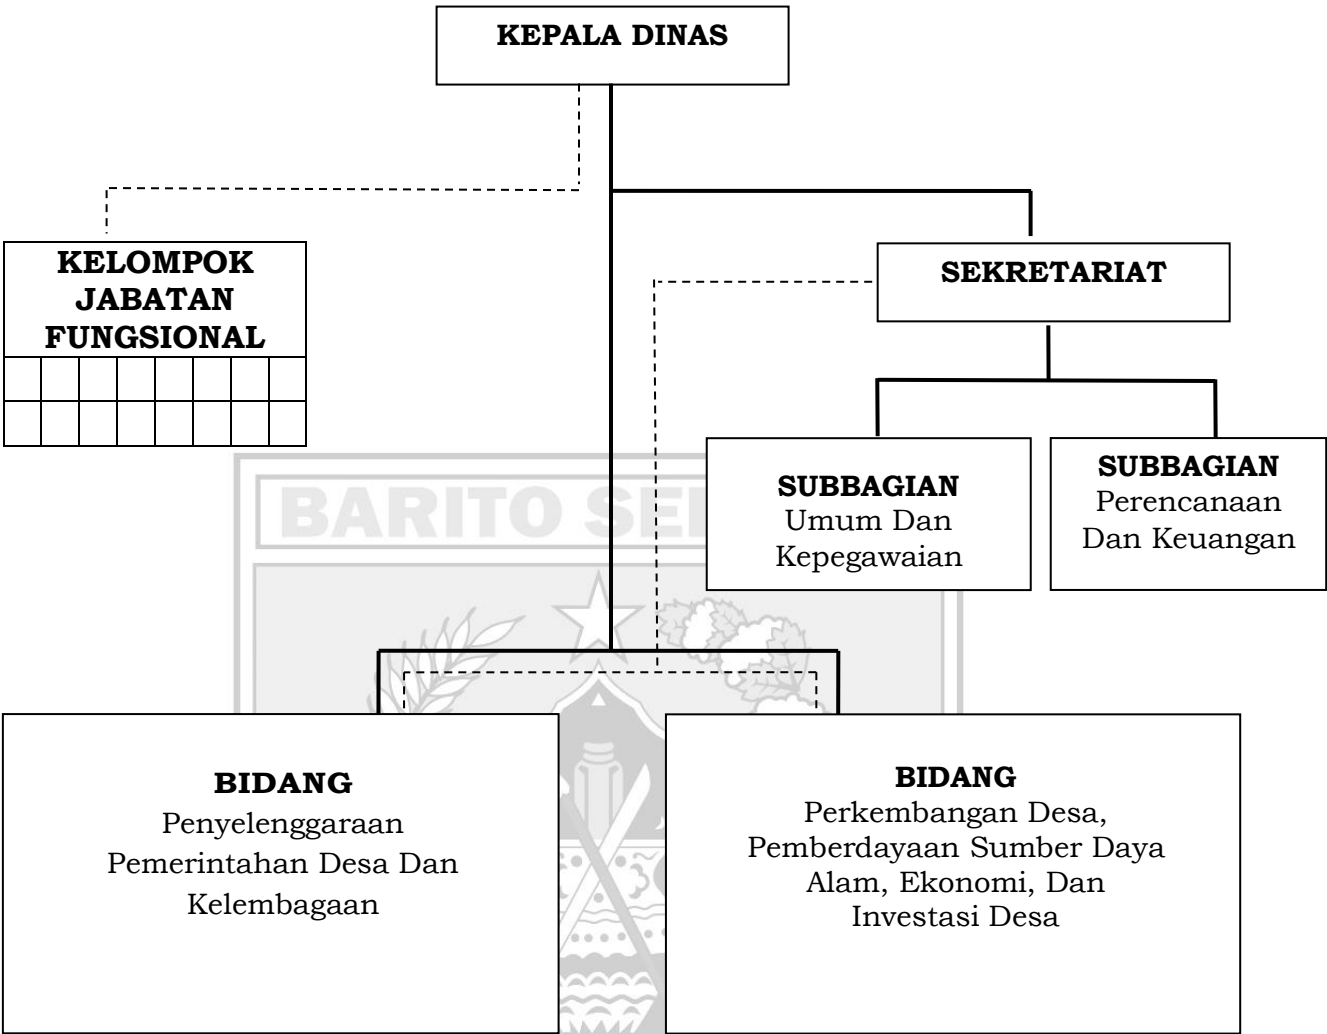 KEPALA DINAS
KELOMPOK
JABATAN
FUNGSIONAL
SEKRETARIAT
SUBBAGIAN
Umum Dan
Kepegawaian
SUBBAGIAN
Perencanaan
Dan Keuangan
BARITO
BIDANG
Penyelenggaraan
Pemerintahan Desa Dan
Kelembagaan
BIDANG
Perkembangan Desa,
Pemberdayaan Sumber Daya
Alam, Ekonomi, Dan
Investasi Desa